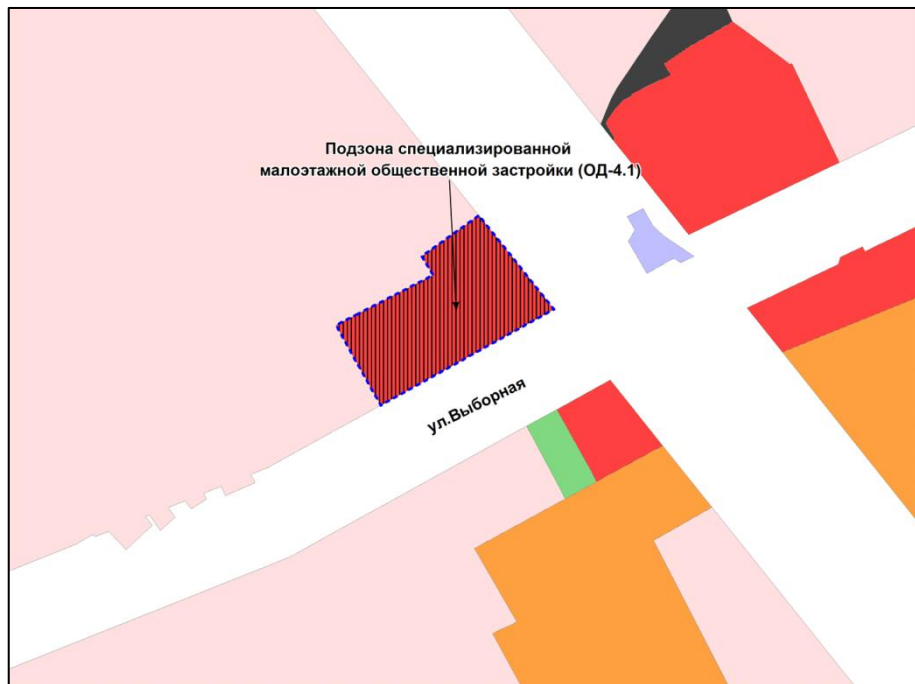 Подзона специализированной
малоэтажной общественной застройки (ОД-4.1)
ул.Выборная